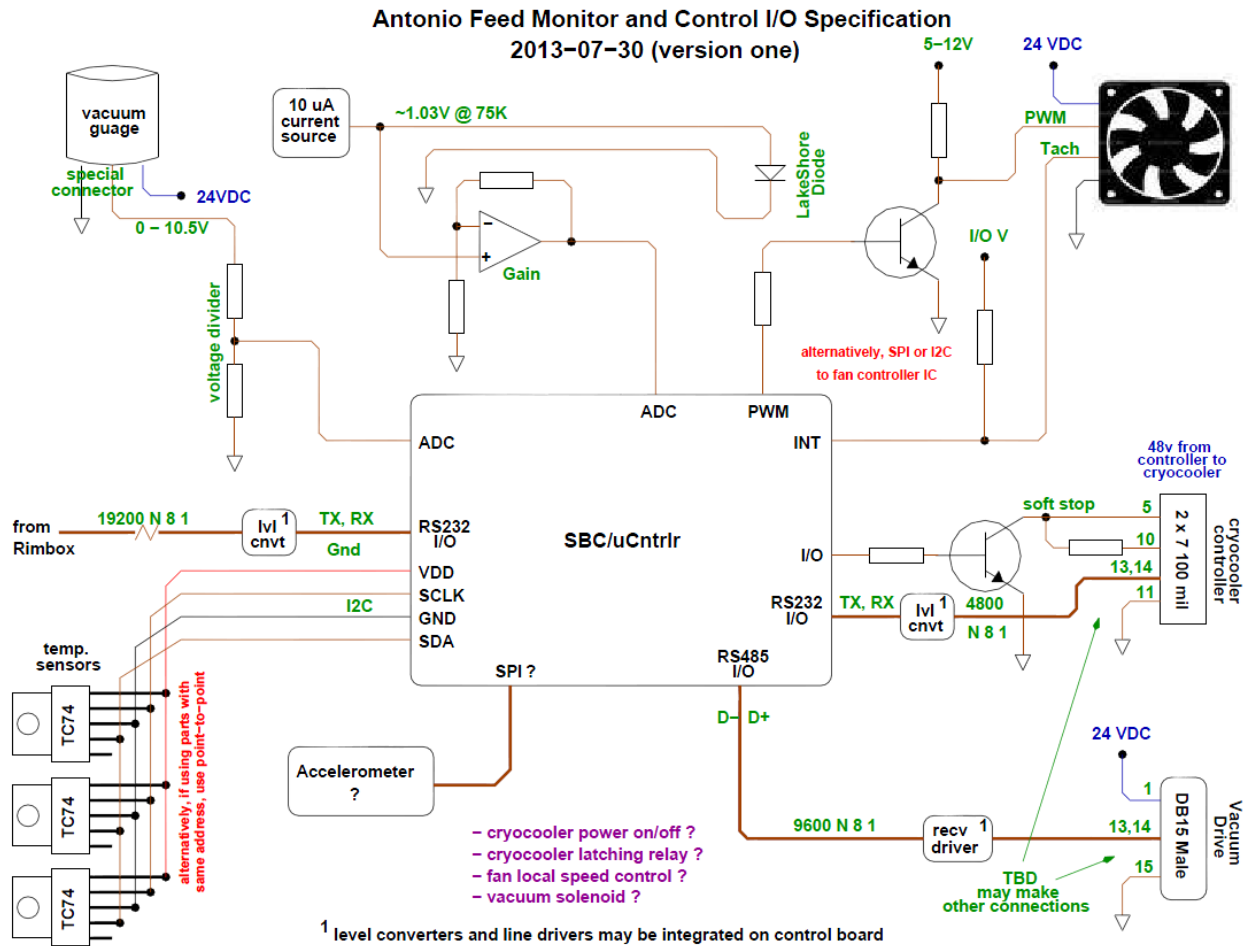 Antonio Feed Monitor and Control I/O Specification
2013-07-30 (version one)
vacuum
guage
special
connector
24VDC
0 - 10.5V
voltage divider
10 uA
current
source
~1.03V @ 75K
LakeShore
Diode
Gain
5-12V
24 VDC
PWM
Tach
I/O V
alternatively, SPI or I2C
to fan controller IC
ADC
PWM
ADC
INT
from
Rimbox
19200 N 8 1
lvl 1
cnvt
TX, RX
Gnd
RS232
I/O
SBC/uCntrlr
VDD
SCLK
GND
SDA
I2C
SPI ?
RS485
I/O
I/O
RS232
I/O
soft stop
TX, RX
lvl 1
cnvt
4800
N 8 1
48v from
controller to
cryocooler
5
10
13,14
11
2 x 7 100 mil
cryocooler
controller
temp.
sensors
TC74
TC74
TC74
alternatively, if using parts with
same address, use point-to-point
Accelerometer
?
D- D+
9600 N 8 1
recv 1
driver
24 VDC
1
13,14
15
DB15 Male
Vacuum
Drive
TBD
may make
other connections
- cryocooler power on/off ?
- cryocooler latching relay ?
- fan local speed control ?
- vacuum solenoid ?
1 level converters and line drivers may be integrated on control board